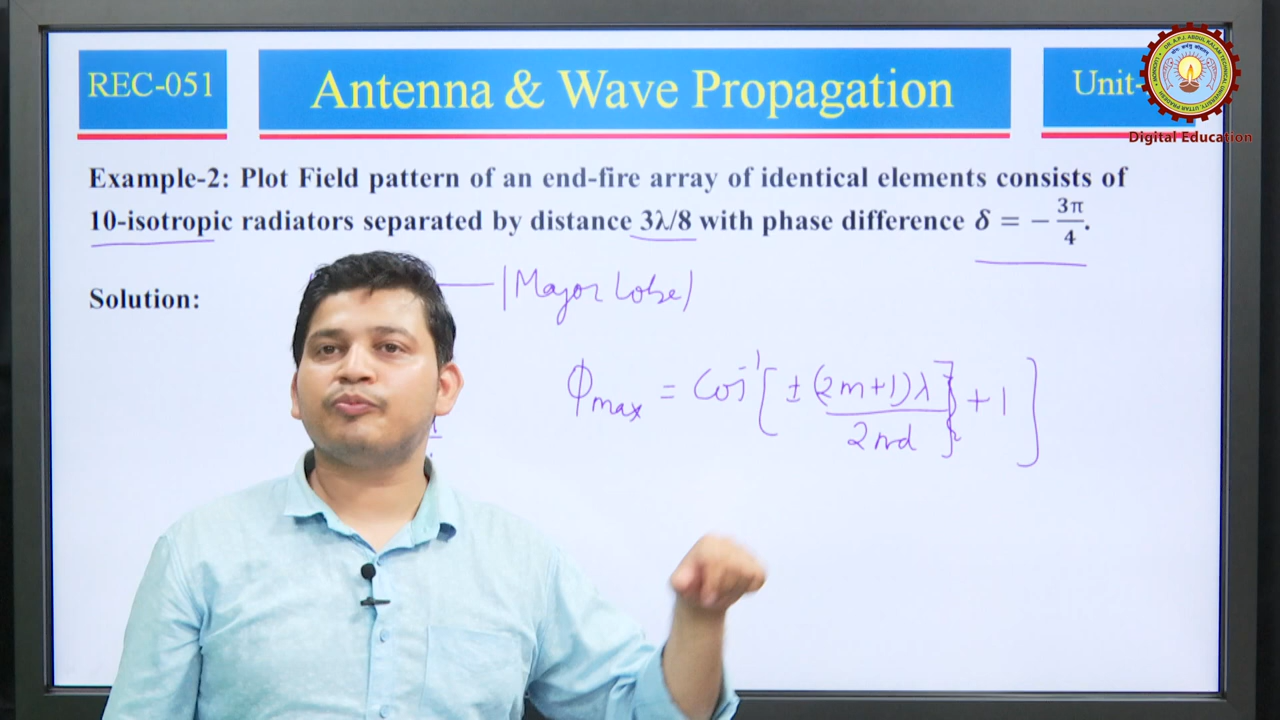 REC-051
Antenna & Wave Propagation
Unit-
Digital Education
Example-2: Plot Field pattern of an end-fire array of identical elements consists of
10-isotropic radiators separated by distance 3λ/8 with phase difference δ = − 3π/4.
Solution:
|Major Lobe|
ϕmax = Cos⁻¹[ ± (2m+1)λ / 2nd } + 1 ]